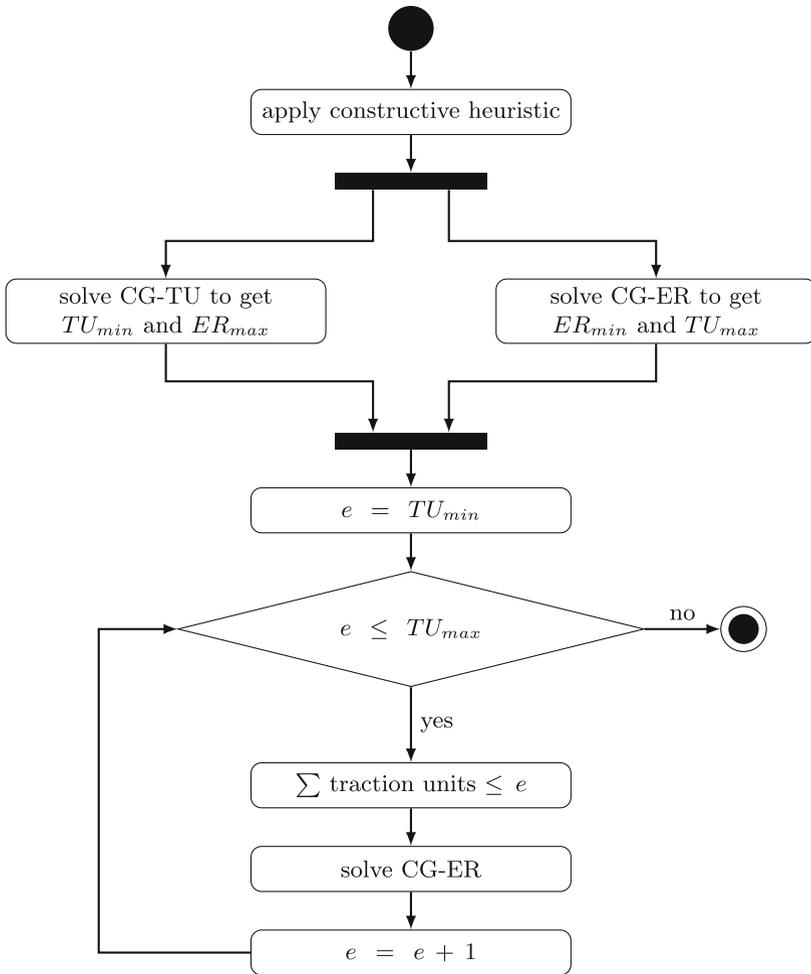 apply constructive heuristic
solve CG-TU to get
TU_min and ER_max
solve CG-ER to get
ER_min and TU_max
e = TU_min
e ≤ TU_max
no
yes
∑ traction units ≤ e
solve CG-ER
e = e + 1